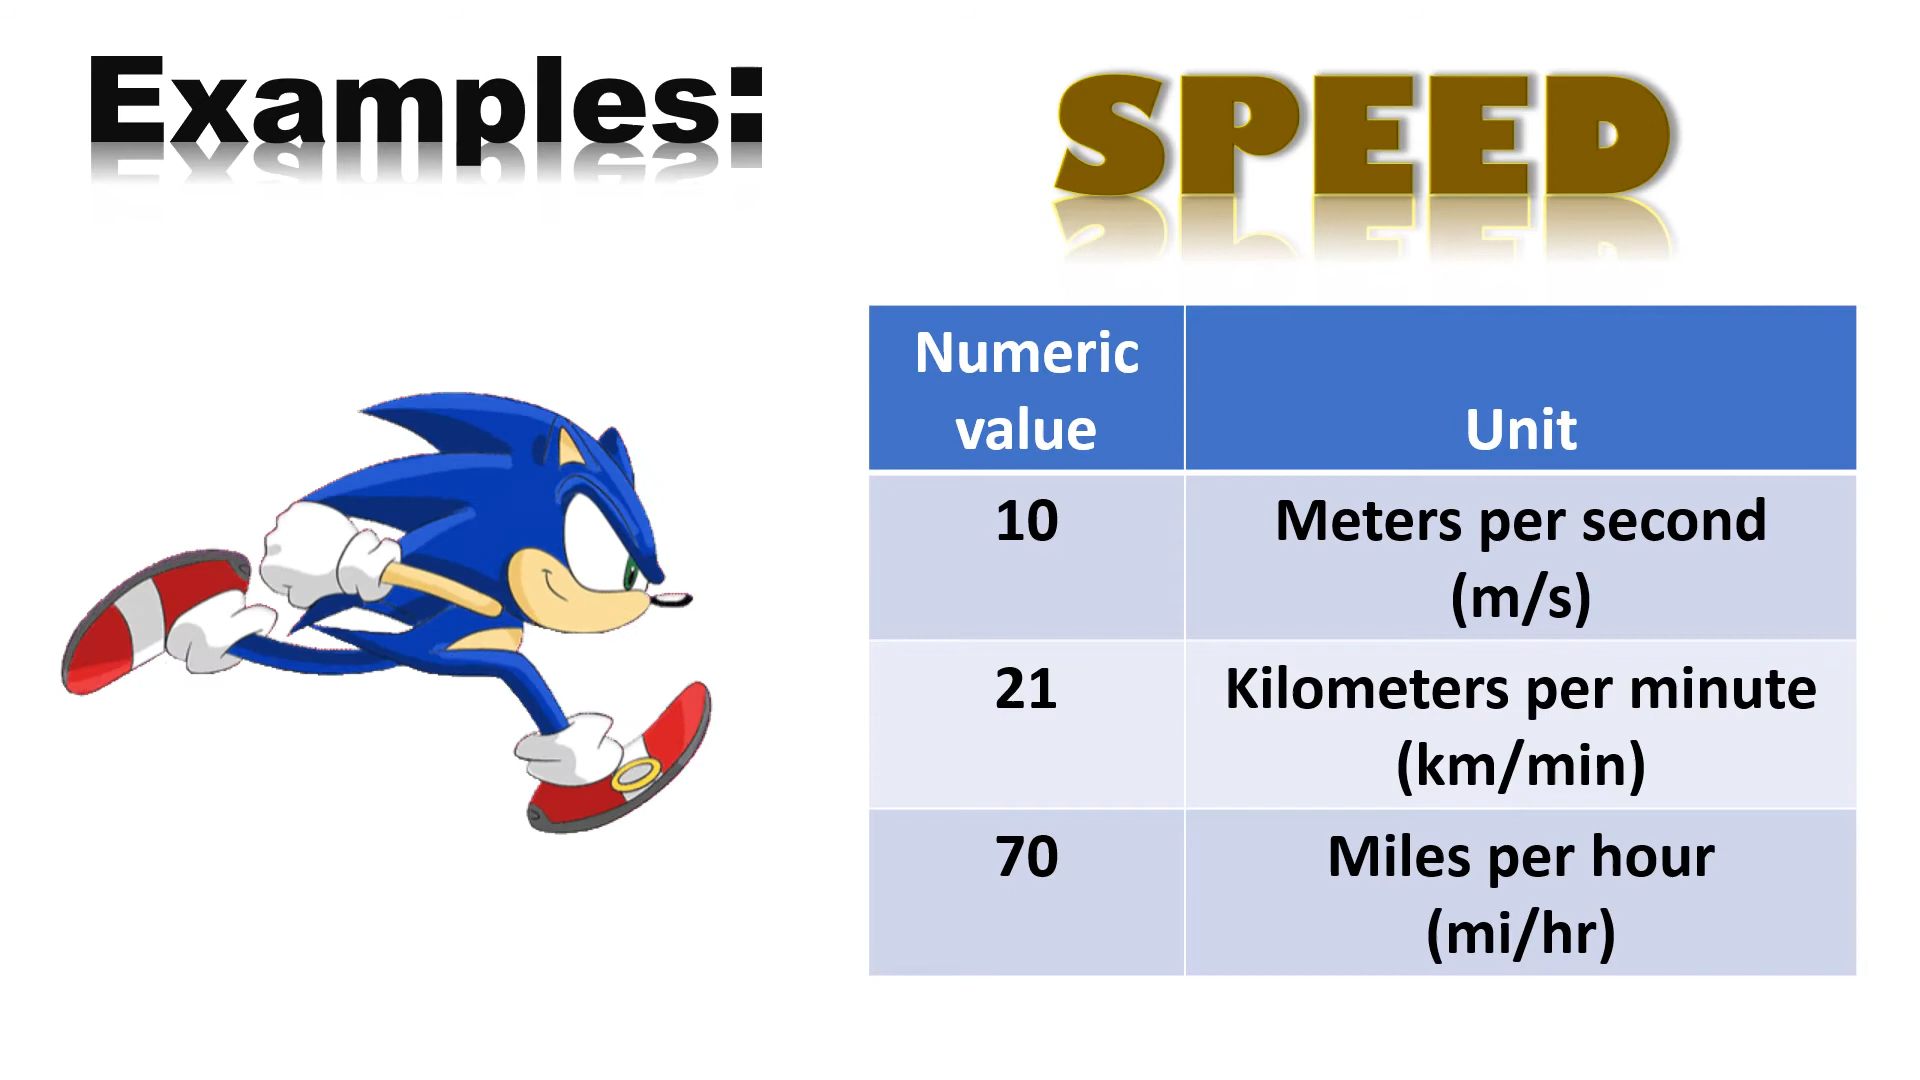 Examples:
SPEED
Numeric
value
Unit
10
Meters per second
(m/s)
21
Kilometers per minute
(km/min)
70
Miles per hour
(mi/hr)